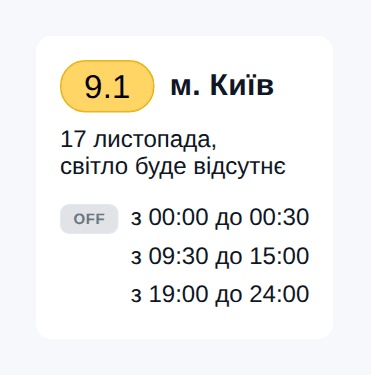 9.1 м. Київ
17 листопада,
світло буде відсутнє
OFF з 00:00 до 00:30
з 09:30 до 15:00
з 19:00 до 24:00